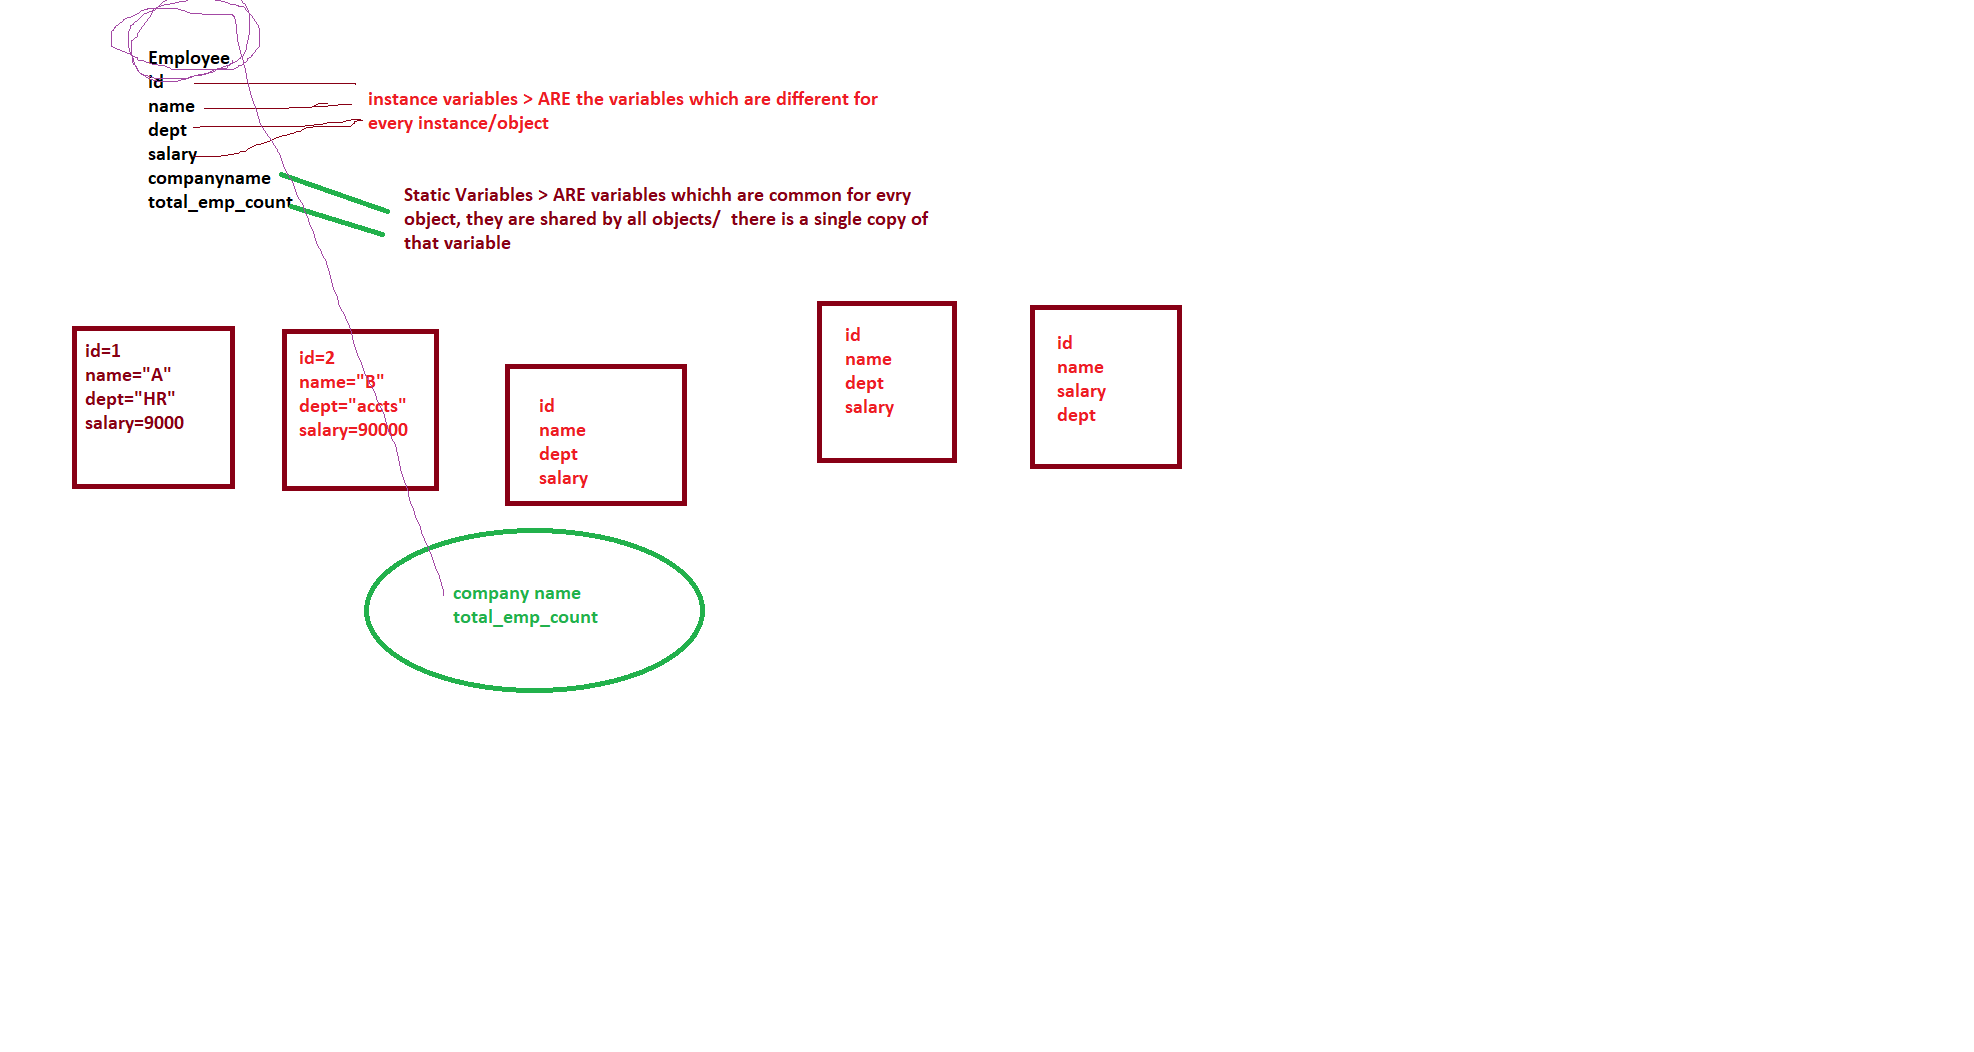 Employee
id
name
dept
salary
companyname
total_emp_count
instance variables > ARE the variables which are different for
every instance/object
Static Variables > ARE variables whichh are common for evry
object, they are shared by all objects/  there is a single copy of
that variable
id=1
name="A"
dept="HR"
salary=9000
id=2
name="B"
dept="accts"
salary=90000
id
name
dept
salary
id
name
dept
salary
id
name
salary
dept
company name
total_emp_count